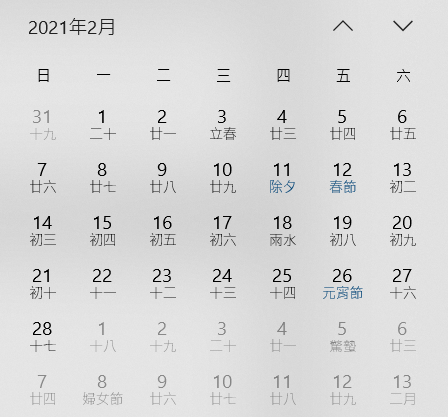 2021年2月
日 一 二 三 四 五 六
31 1 2 3 4 5 6
十九 二十 廿一 立春 廿三 廿四 廿五
7 8 9 10 11 12 13
廿六 廿七 廿八 廿九 除夕 春節 初二
14 15 16 17 18 19 20
初三 初四 初五 初六 雨水 初八 初九
21 22 23 24 25 26 27
初十 十一 十二 十三 十四 元宵節 十六
28 1 2 3 4 5 6
十七 十八 十九 二十 廿一 驚蟄 廿三
7 8 9 10 11 12 13
廿四 婦女節 廿六 廿七 廿八 廿九 二月